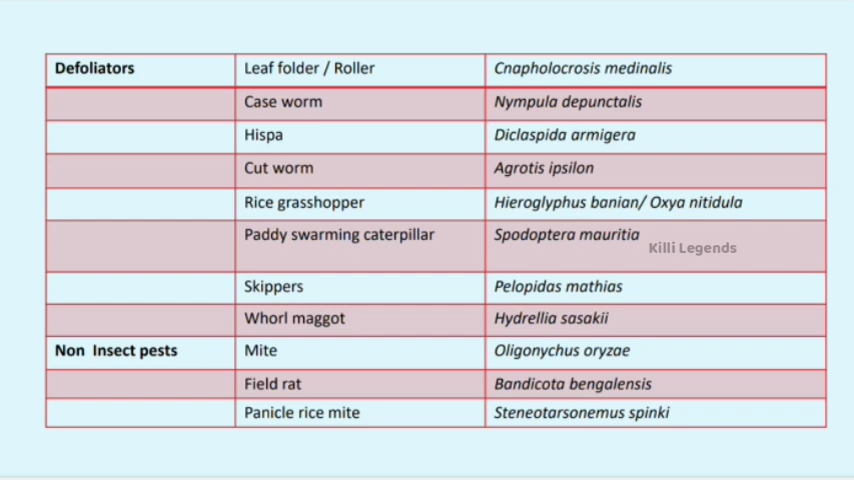 Defoliators Leaf folder / Roller Cnapholocrosis medinalis
Case worm Nympula depunctalis
Hispa Diclaspida armigera
Cut worm Agrotis ipsilon
Rice grasshopper Hieroglyphus banian/ Oxya nitidula
Paddy swarming caterpillar Spodoptera mauritia
Killi Legends
Skippers Pelopidas mathias
Whorl maggot Hydrellia sasakii
Non Insect pests Mite Oligonychus oryzae
Field rat Bandicota bengalensis
Panicle rice mite Steneotarsonemus spinki